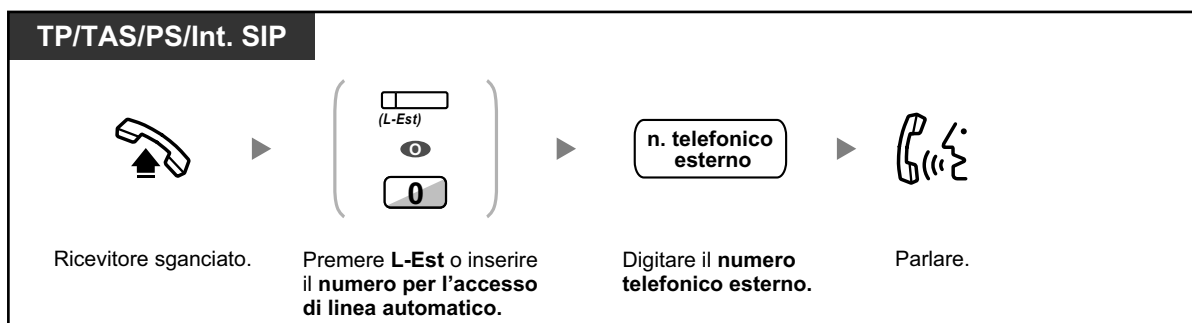 TP/TAS/PS/Int. SIP
(L-Est)
O
0
n. telefonico
esterno
Ricevitore sganciato.
Premere L-Est o inserire
il numero per l'accesso
di linea automatico.
Digitare il numero
telefonico esterno.
Parlare.